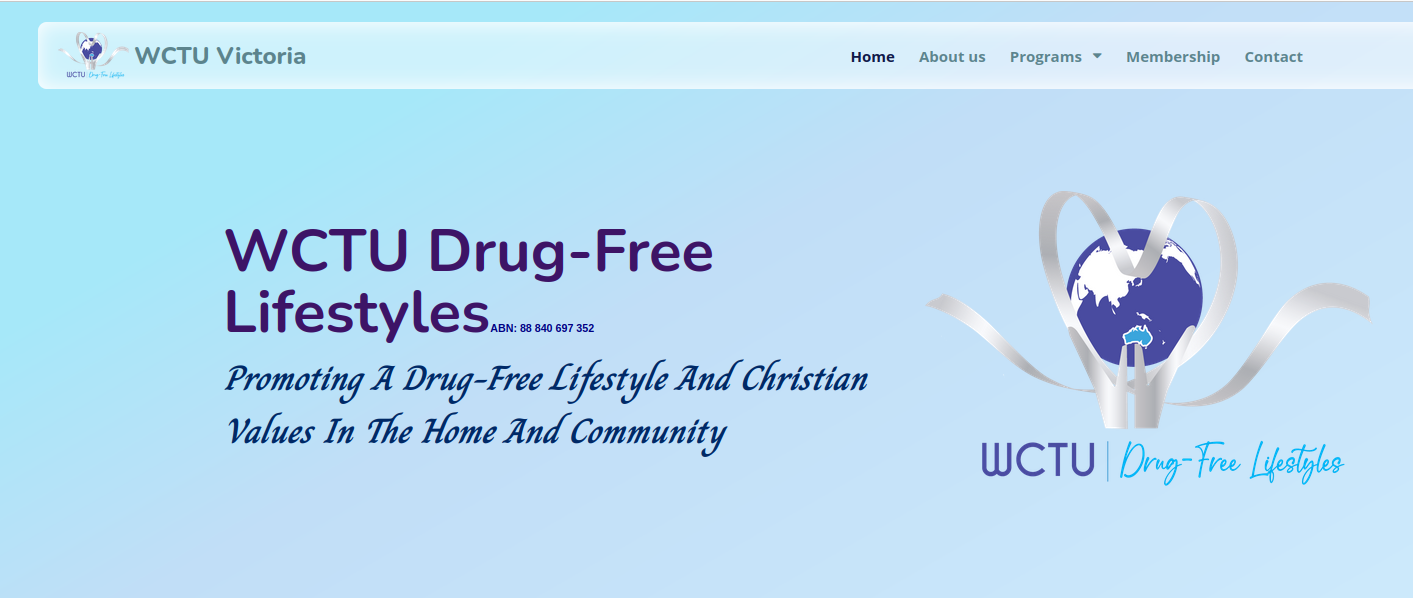 WCTU Drug-Free Lifestyles
WCTU Victoria
Home About us Programs Membership Contact
WCTU Drug-Free
Lifestyles ABN: 88 840 697 352
Promoting A Drug-Free Lifestyle And Christian
Values In The Home And Community
WCTU | Drug-Free Lifestyles